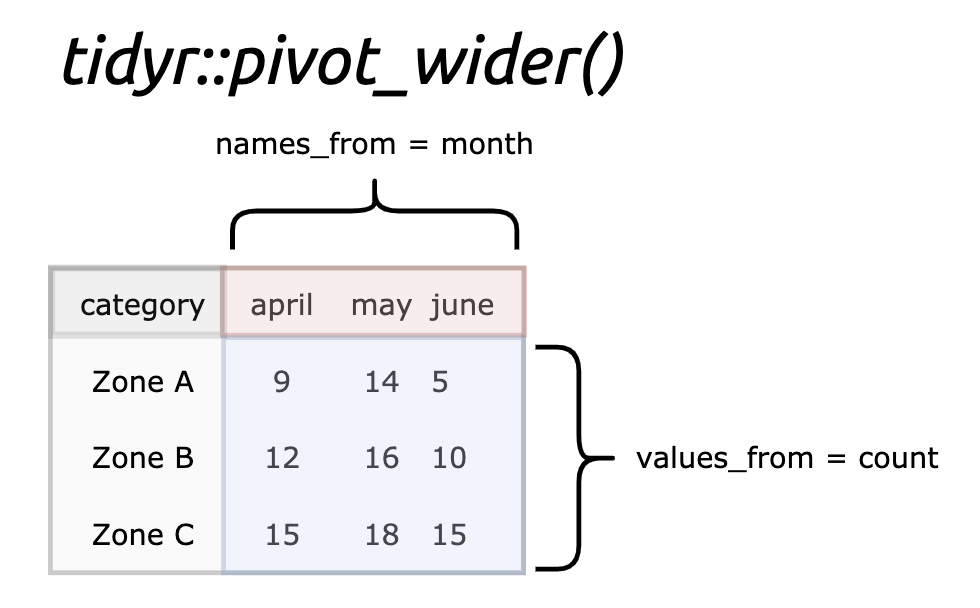 tidyr::pivot_wider()
names_from = month
category april may june
Zone A 9 14 5
Zone B 12 16 10
values_from = count
Zone C 15 18 15